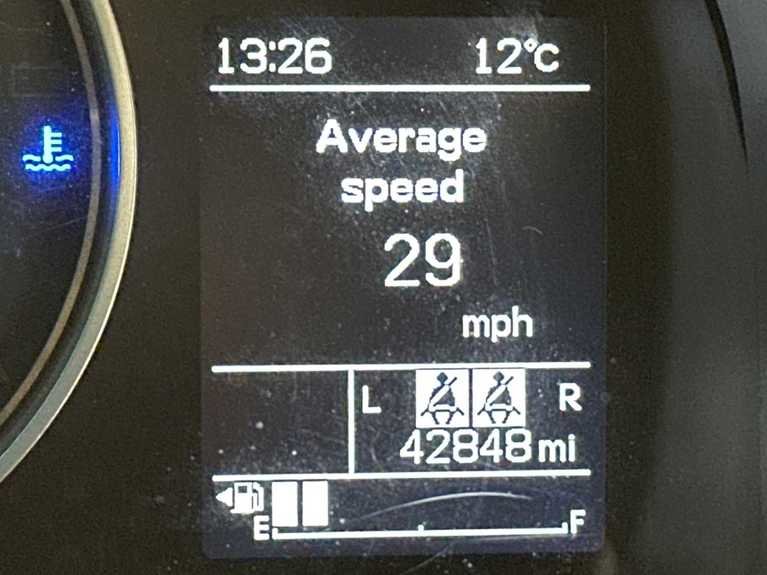 13:26 12°C
Average
speed
29
mph
L R
42848 mi
E F